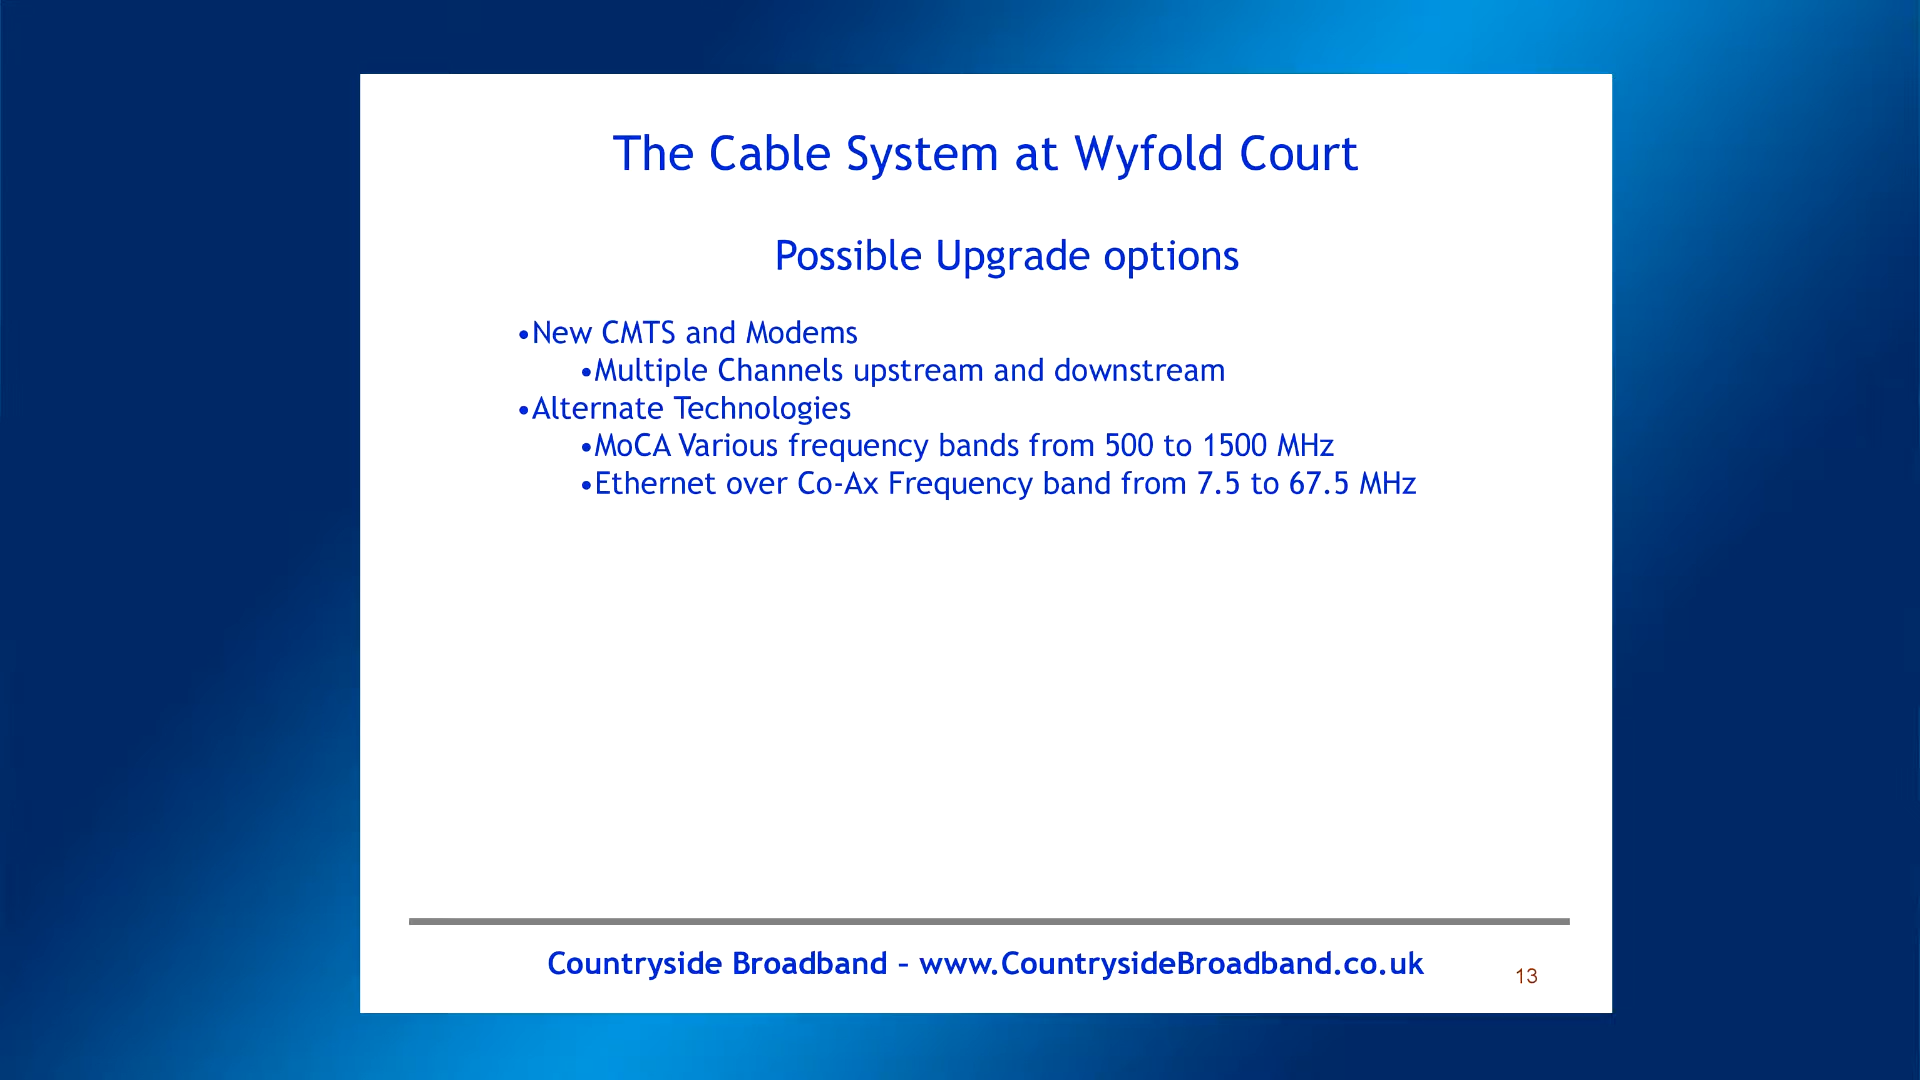 The Cable System at Wyfold Court
Possible Upgrade options
•New CMTS and Modems
•Multiple Channels upstream and downstream
•Alternate Technologies
•MoCA Various frequency bands from 500 to 1500 MHz
•Ethernet over Co-Ax Frequency band from 7.5 to 67.5 MHz
Countryside Broadband – www.CountrysideBroadband.co.uk
13